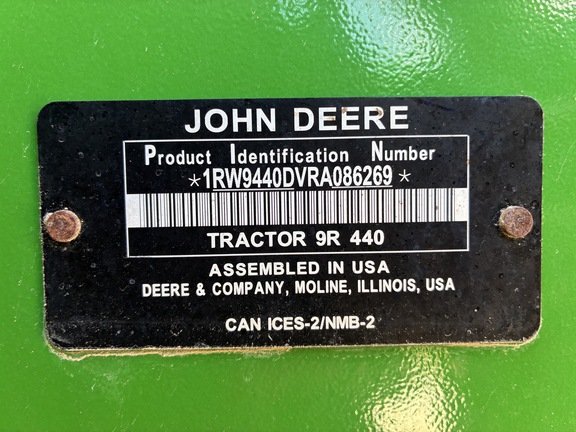 JOHN DEERE
Product Identification Number
*1RW9440DVRA086269*
TRACTOR 9R 440
ASSEMBLED IN USA
DEERE & COMPANY, MOLINE, ILLINOIS, USA
CAN ICES-2/NMB-2